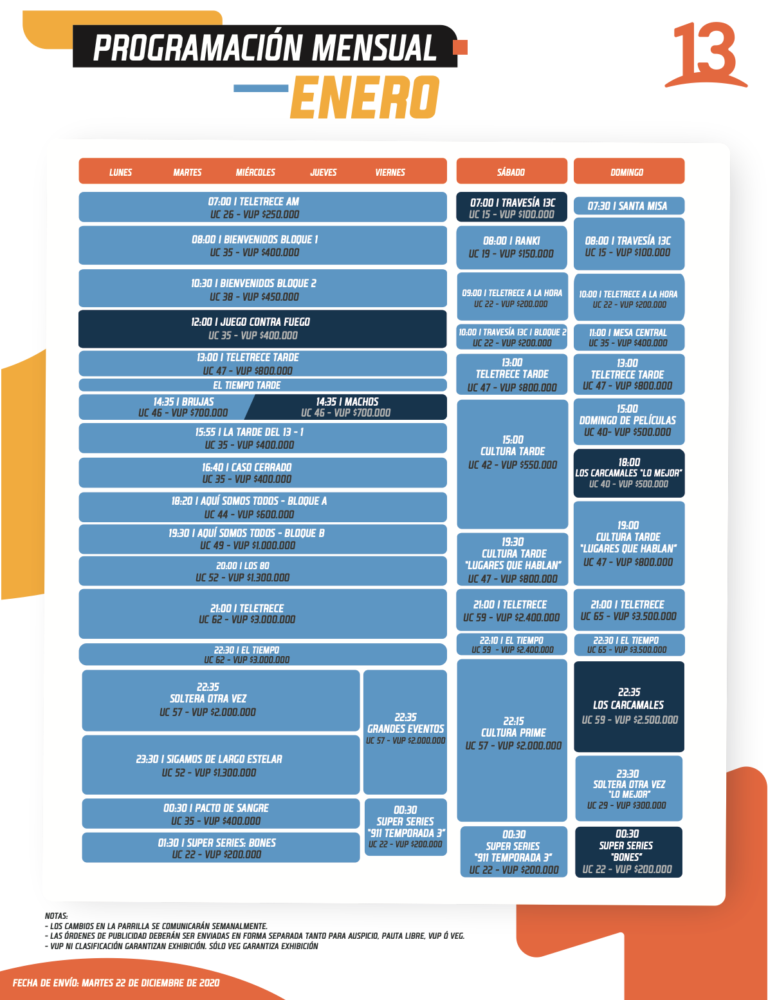 PROGRAMACIÓN MENSUAL
ENERO
13
LUNES MARTES MIÉRCOLES JUEVES VIERNES
07:00 | TELETRECE AM
UC 26 - VUP $250.000
08:00 | BIENVENIDOS BLOQUE 1
UC 35 - VUP $400.000
10:30 | BIENVENIDOS BLOQUE 2
UC 38 - VUP $450.000
12:00 | JUEGO CONTRA FUEGO
UC 35 - VUP $400.000
13:00 | TELETRECE TARDE
UC 47 - VUP $800.000
EL TIEMPO TARDE
14:35 | BRUJAS
UC 46 - VUP $700.000
14:35 | MACHOS
UC 46 - VUP $700.000
15:55 | LA TARDE DEL 13 - 1
UC 35 - VUP $400.000
16:40 | CASO CERRADO
UC 35 - VUP $400.000
18:20 | AQUÍ SOMOS TODOS - BLOQUE A
UC 44 - VUP $600.000
19:30 | AQUÍ SOMOS TODOS - BLOQUE B
UC 49 - VUP $1.000.000
20:00 | LOS 80
UC 52 - VUP $1.300.000
21:00 | TELETRECE
UC 62 - VUP $3.000.000
22:30 | EL TIEMPO
UC 62 - VUP $3.000.000
22:35
SOLTERA OTRA VEZ
UC 57 - VUP $2.000.000
23:30 | SIGAMOS DE LARGO ESTELAR
UC 52 - VUP $1.300.000
00:30 | PACTO DE SANGRE
UC 35 - VUP $400.000
01:30 | SUPER SERIES: BONES
UC 22 - VUP $200.000
22:35
GRANDES EVENTOS
UC 57 - VUP $2.000.000
00:30
SUPER SERIES
"911 TEMPORADA 3"
UC 22 - VUP $200.000
SÁBADO
07:00 | TRAVESÍA 13C
UC 15 - VUP $100.000
08:00 | RANKI
UC 19 - VUP $150.000
09:00 | TELETRECE A LA HORA
UC 22 - VUP $200.000
10:00 | TRAVESÍA 13C | BLOQUE 2
UC 22 - VUP $200.000
13:00
TELETRECE TARDE
UC 47 - VUP $800.000
15:00
CULTURA TARDE
UC 42 - VUP $550.000
19:30
CULTURA TARDE
"LUGARES QUE HABLAN"
UC 47 - VUP $800.000
21:00 | TELETRECE
UC 59 - VUP $2.400.000
22:10 | EL TIEMPO
UC 59 - VUP $2.400.000
22:15
CULTURA PRIME
UC 57 - VUP $2.000.000
00:30
SUPER SERIES
"911 TEMPORADA 3"
UC 22 - VUP $200.000
DOMINGO
07:30 | SANTA MISA
08:00 | TRAVESÍA 13C
UC 15 - VUP $100.000
10:00 | TELETRECE A LA HORA
UC 22 - VUP $200.000
11:00 | MESA CENTRAL
UC 35 - VUP $400.000
13:00
TELETRECE TARDE
UC 47 - VUP $800.000
15:00
DOMINGO DE PELÍCULAS
UC 40- VUP $500.000
18:00
LOS CARCAMALES "LO MEJOR"
UC 40 - VUP $500.000
19:00
CULTURA TARDE
"LUGARES QUE HABLAN"
UC 47 - VUP $800.000
21:00 | TELETRECE
UC 65 - VUP $3.500.000
22:30 | EL TIEMPO
UC 65 - VUP $3.500.000
22:35
LOS CARCAMALES
UC 59 - VUP $2.500.000
23:30
SOLTERA OTRA VEZ
"LO MEJOR"
UC 29 - VUP $300.000
00:30
SUPER SERIES
"BONES"
UC 22 - VUP $200.000
NOTAS:
- LOS CAMBIOS EN LA PARRILLA SE COMUNICARÁN SEMANALMENTE.
- LAS ÓRDENES DE PUBLICIDAD DEBERÁN SER ENVIADAS EN FORMA SEPARADA TANTO PARA AUSPICIO, PAUTA LIBRE, VUP Ó VEG.
- VUP NI CLASIFICACIÓN GARANTIZAN EXHIBICIÓN. SÓLO VEG GARANTIZA EXHIBICIÓN
FECHA DE ENVÍO: MARTES 22 DE DICIEMBRE DE 2020